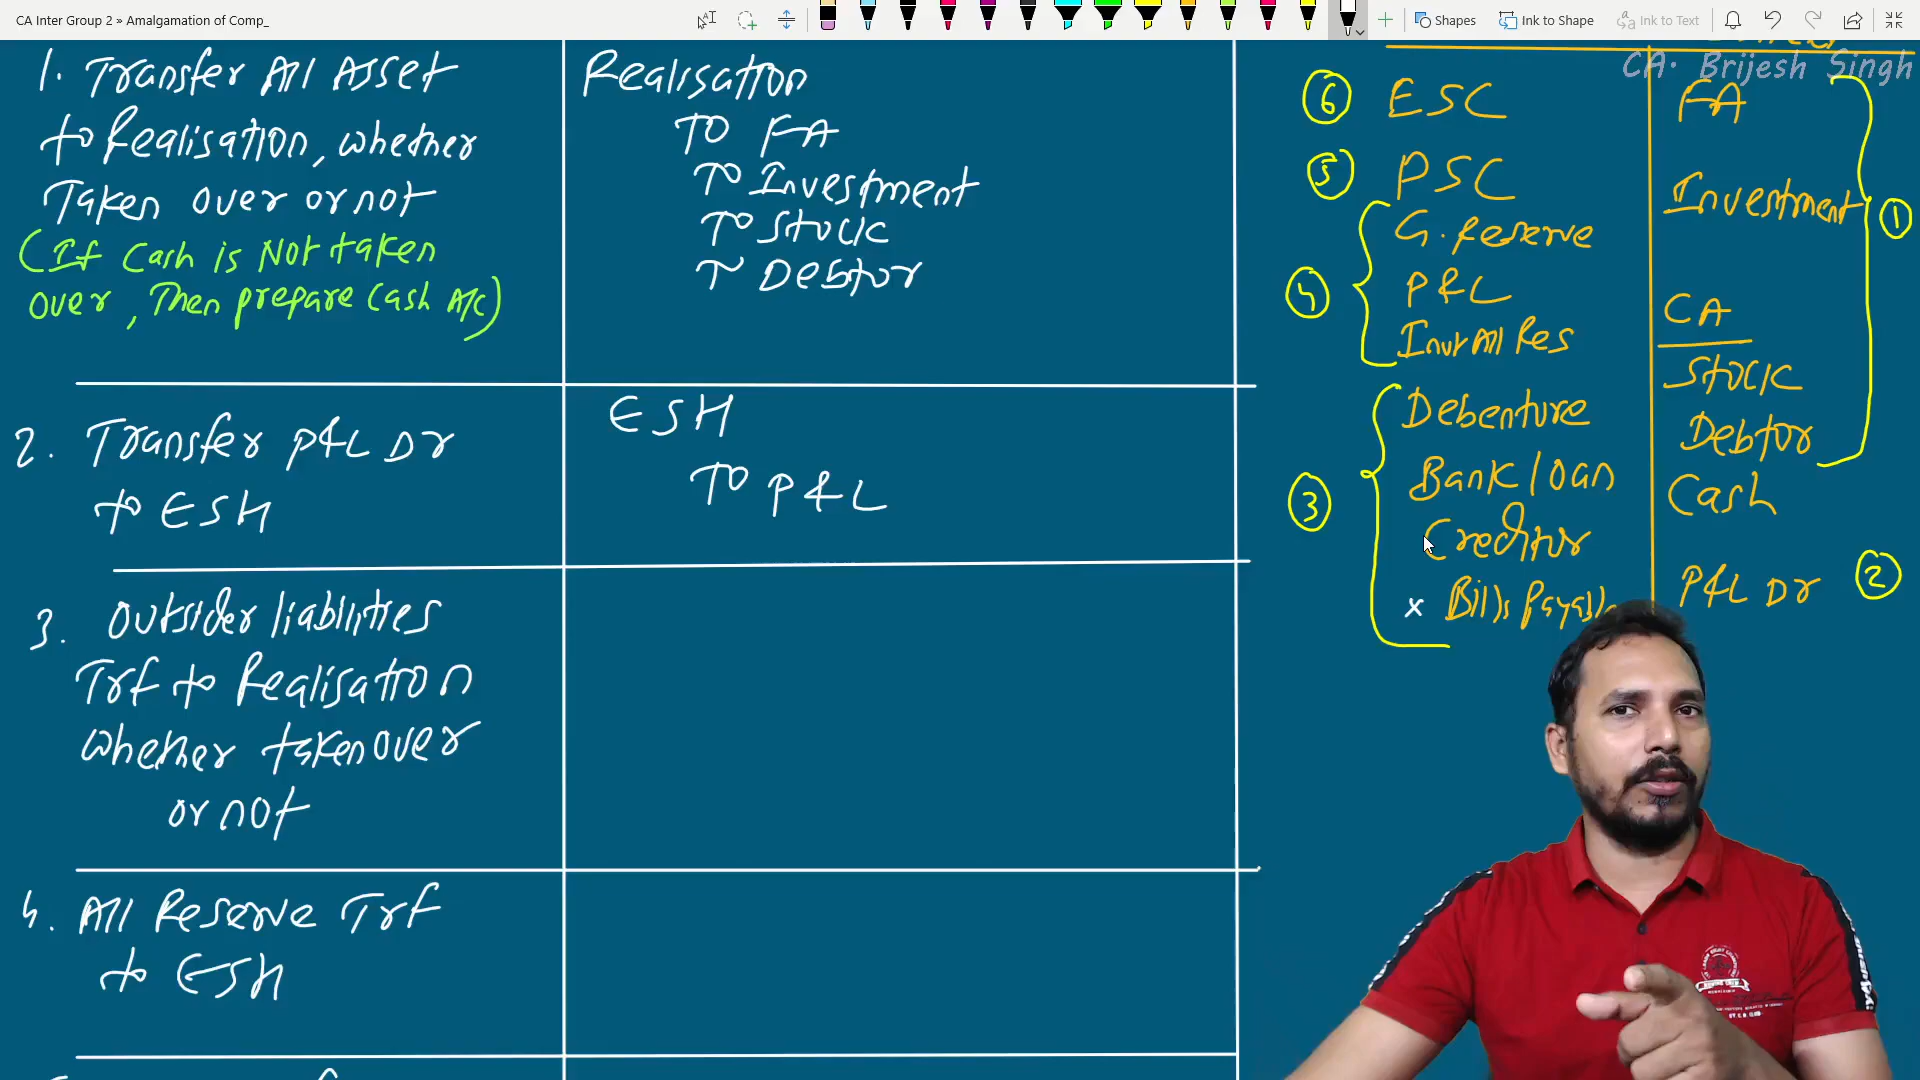 CA Inter Group 2 » Amalgamation of Comp_
Shapes
Ink to Shape
Ink to Text
CA. Brijesh Singh
1. Transfer All Asset
to Realisation, whether
Taken over or not
(If Cash is Not taken
over, Then prepare Cash A/c)
Realisation
To FA
To Investment
To Stock
To Debtor
2. Transfer P&L Dr
to ESH
ESH
To P&L
3. Outsider liabilities
Trf to Realisation
whether taken over
or not
4. All Reserve Trf
to ESH
6 ESC
5 PSC
4
G. Reserve
P&L
3
Debenture
Bank loan
Creditor
x Bills Payable
FA
Investment
1
CA
Stock
Debtor
Cash
P&L Dr 2